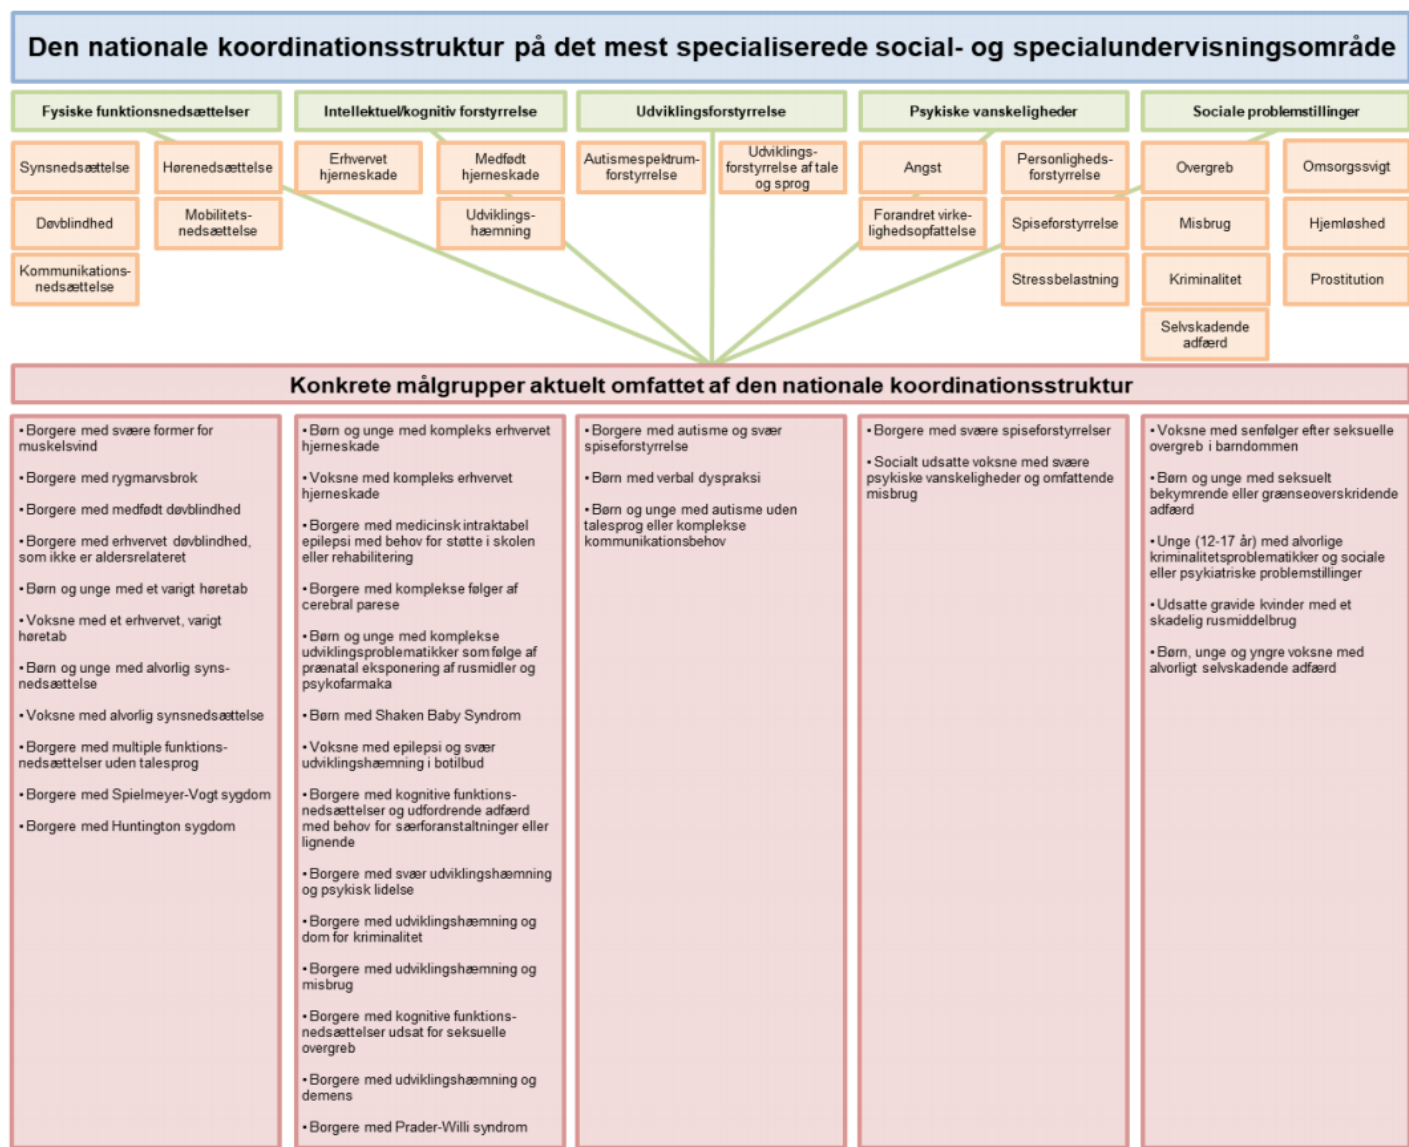 Den nationale koordinationsstruktur på det mest specialiserede social- og specialundervisningsområde
Fysiske funktionsnedsættelser
Synsnedsættelse
Hørenedsættelse
Døvblindhed
Mobilitets-
nedsættelse
Kommunikations-
nedsættelse
Intellektuel/kognitiv forstyrrelse
Erhvervet
hjerneskade
Medfødt
hjerneskade
Udviklings-
hæmning
Udviklingsforstyrrelse
Autismespektrum-
forstyrrelse
Udviklings-
forstyrrelse af tale
og sprog
Psykiske vanskeligheder
Angst
Personligheds-
forstyrrelse
Forandret virke-
lighedsopfattelse
Spiseforstyrrelse
Stressbelastning
Sociale problemstillinger
Overgreb
Omsorgssvigt
Misbrug
Hjemløshed
Kriminalitet
Prostitution
Selvskadende
adfærd
Konkrete målgrupper aktuelt omfattet af den nationale koordinationsstruktur
• Borgere med svære former for
muskelsvind
• Borgere med rygmarvsbrok
• Borgere med medfødt døvblindhed
• Borgere med erhvervet døvblindhed,
som ikke er aldersrelateret
• Børn og unge med et varigt høretab
• Voksne med et erhvervet, varigt
høretab
• Børn og unge med alvorlig syns-
nedsættelse
• Voksne med alvorlig synsnedsættelse
• Borgere med multiple funktions-
nedsættelser uden talesprog
• Borgere med Spielmeyer-Vogt sygdom
• Borgere med Huntington sygdom
• Børn og unge med kompleks erhvervet
hjerneskade
• Voksne med kompleks erhvervet
hjerneskade
• Borgere med medicinsk intraktabel
epilepsi med behov for støtte i skolen
eller rehabilitering
• Borgere med komplekse følger af
cerebral parese
• Børn og unge med komplekse
udviklingsproblematikker som følge af
prænatal eksponering af rusmidler og
psykofarmaka
• Børn med Shaken Baby Syndrom
• Voksne med epilepsi og svær
udviklingshæmning i botilbud
• Borgere med kognitive funktions-
nedsættelser og udfordrende adfærd
med behov for særforanstaltninger eller
lignende
• Borgere med svær udviklingshæmning
og psykisk lidelse
• Borgere med udviklingshæmning og
dom for kriminalitet
• Borgere med udviklingshæmning og
misbrug
• Borgere med kognitive funktions-
nedsættelser udsat for seksuelle
overgreb
• Borgere med udviklingshæmning og
demens
• Borgere med Prader-Willi syndrom
• Borgere med autisme og svær
spiseforstyrrelse
• Børn med verbal dyspraksi
• Børn og unge med autisme uden
talesprog eller komplekse
kommunikationsbehov
• Borgere med svære spiseforstyrrelser
• Socialt udsatte voksne med svære
psykiske vanskeligheder og omfattende
misbrug
• Voksne med senfølger efter seksuelle
overgreb i barndommen
• Børn og unge med seksuelt
bekymrende eller grænseoverskridende
adfærd
• Unge (12-17 år) med alvorlige
kriminalitetsproblematikker og sociale
eller psykiatriske problemstillinger
• Udsatte gravide kvinder med et
skadelig rusmiddelbrug
• Børn, unge og yngre voksne med
alvorligt selvskadende adfærd